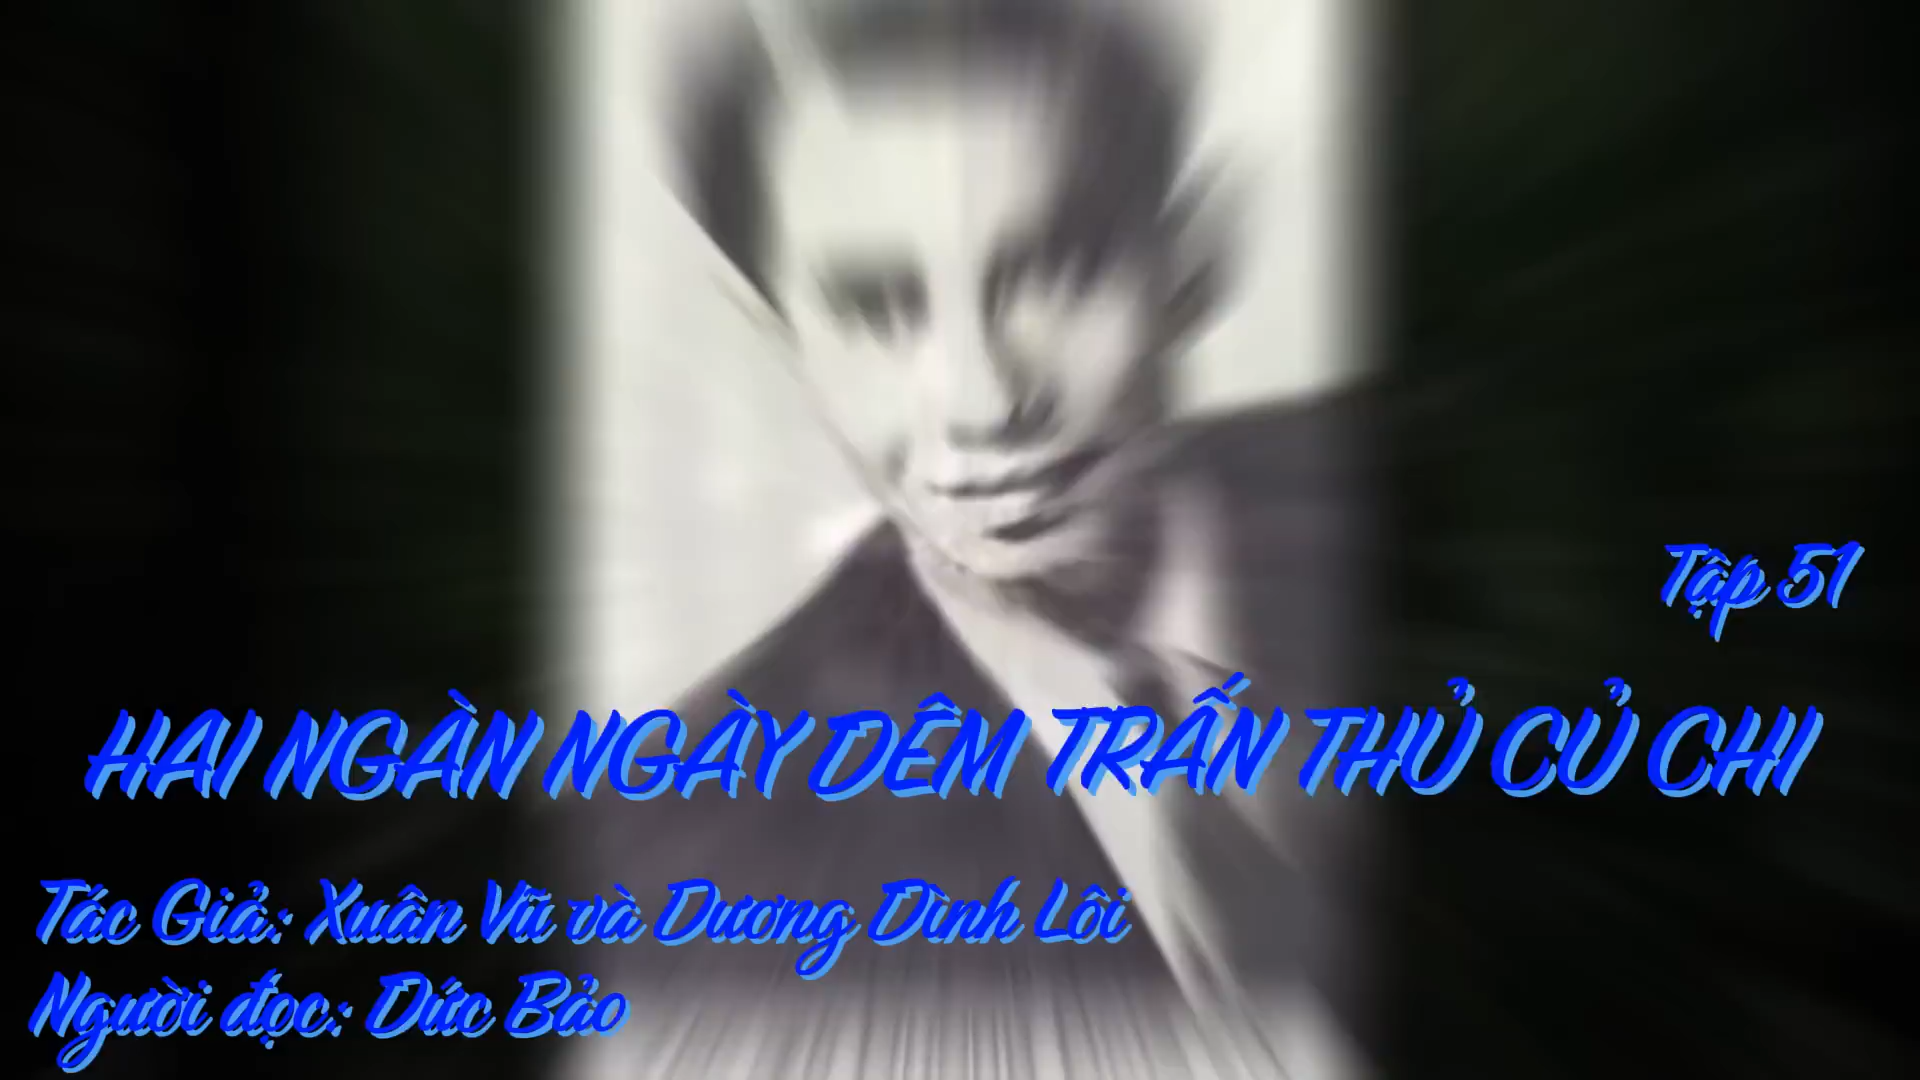 Tập 51
HAI NGÀN NGÀY ĐÊM TRẤN THỦ CỦ CHI
Tác Giả: Xuân Vũ và Dương Đình Lôi
Người đọc: Đức Bảo